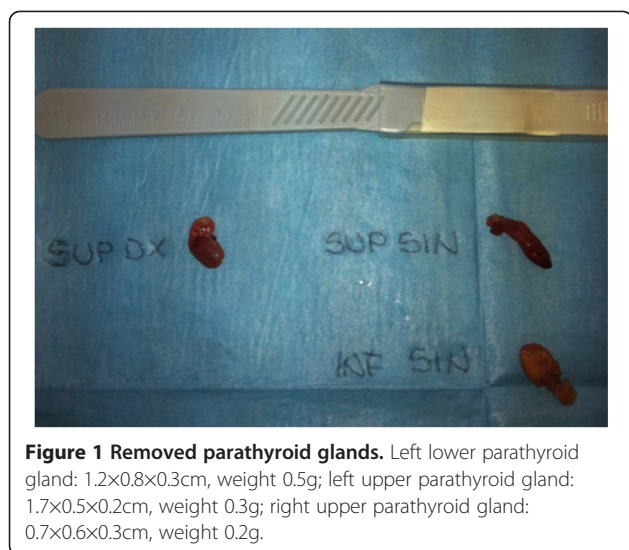 SUP DX
SUP SIN
INF SIN
Figure 1 Removed parathyroid glands. Left lower parathyroid
gland: 1.2×0.8×0.3cm, weight 0.5g; left upper parathyroid gland:
1.7×0.5×0.2cm, weight 0.3g; right upper parathyroid gland:
0.7×0.6×0.3cm, weight 0.2g.